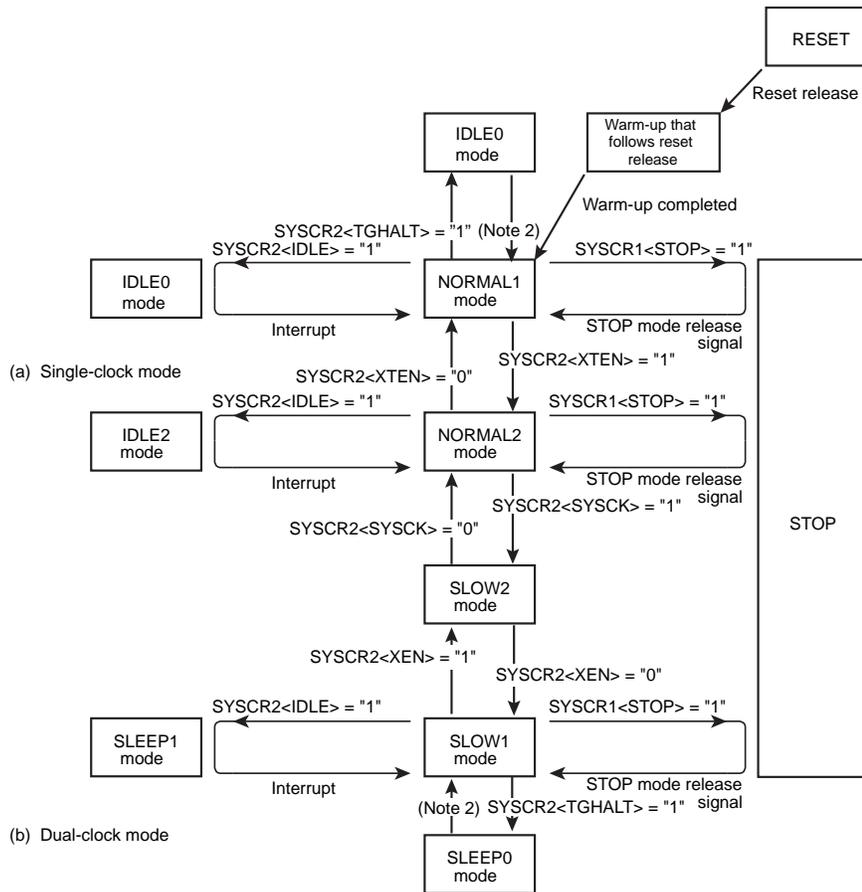 RESET
Reset release
IDLE0
mode
Warm-up that
follows reset
release
Warm-up completed
SYSCR2<TGHALT> = "1"
(Note 2)
SYSCR2<IDLE> = "1"
SYSCR1<STOP> = "1"
IDLE0
mode
NORMAL1
mode
Interrupt
STOP mode release
signal
SYSCR2<XTEN> = "1"
(a) Single-clock mode
SYSCR2<XTEN> = "0"
SYSCR2<IDLE> = "1"
SYSCR1<STOP> = "1"
IDLE2
mode
NORMAL2
mode
Interrupt
STOP mode release
signal
SYSCR2<SYSCK> = "1"
SYSCR2<SYSCK> = "0"
STOP
SLOW2
mode
SYSCR2<XEN> = "1"
SYSCR2<XEN> = "0"
SYSCR2<IDLE> = "1"
SYSCR1<STOP> = "1"
SLEEP1
mode
SLOW1
mode
Interrupt
STOP mode release
signal
(Note 2)
SYSCR2<TGHALT> = "1"
(b) Dual-clock mode
SLEEP0
mode